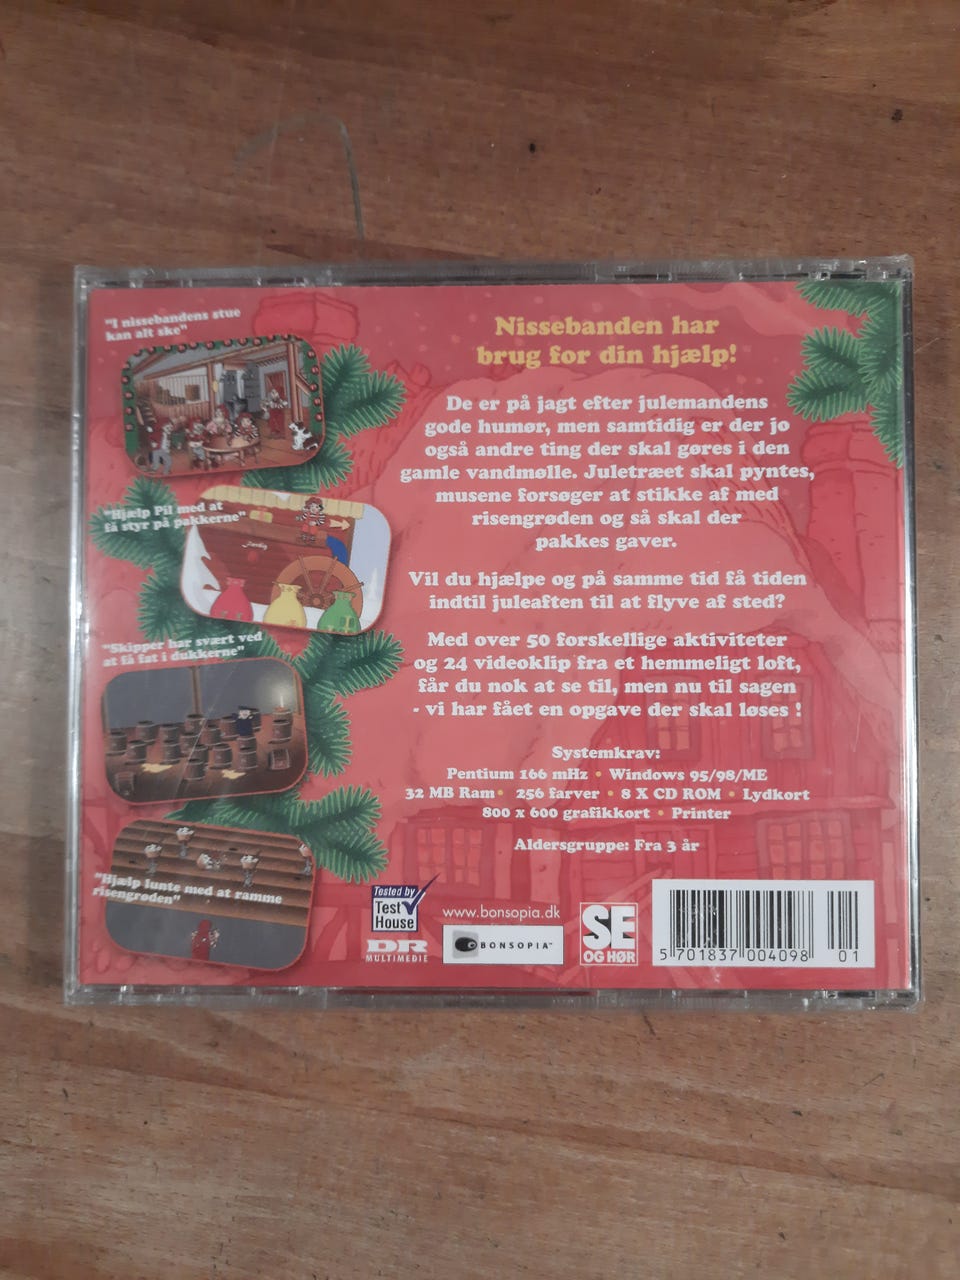 "I nissebandens stue
kan alt ske"
"Hjælp Pil med at
få styr på pakkerne"
"Skipper har svært ved
at få fat i dukkerne"
"Hjælp lunte med at ramme
risengrøden"
Nissebanden har
brug for din hjælp!
De er på jagt efter julemandens
gode humør, men samtidig er der jo
også andre ting der skal gøres i den
gamle vandmølle. Juletræet skal pyntes,
musene forsøger at stikke af med
risengrøden og så skal der
pakkes gaver.
Vil du hjælpe og på samme tid få tiden
indtil juleaften til at flyve af sted?
Med over 50 forskellige aktiviteter
og 24 videoklip fra et hemmeligt loft,
får du nok at se til, men nu til sagen
- vi har fået en opgave der skal løses !
Systemkrav:
Pentium 166 mHz • Windows 95/98/ME
32 MB Ram • 256 farver • 8 X CD ROM • Lydkort
800 x 600 grafikkort • Printer
Aldersgruppe: Fra 3 år
Tested by
Test
House
DR
MULTIMEDIE
www.bonsopia.dk
BONSOPIA™
SE
OG HØR
5 701837 004098 01